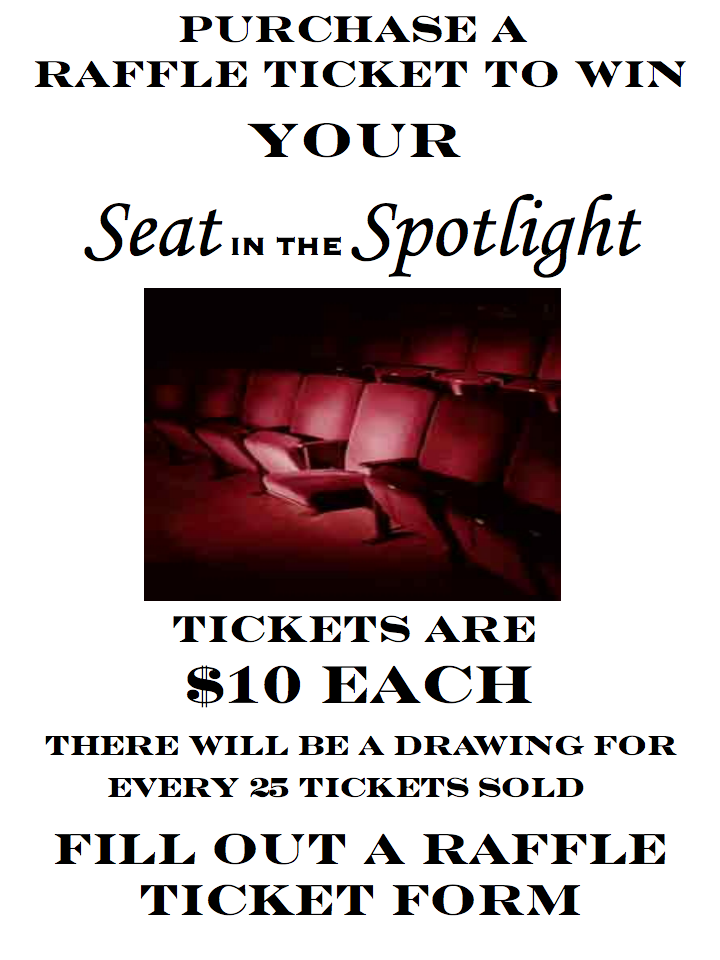 PURCHASE A
RAFFLE TICKET TO WIN
YOUR
Seat IN THE Spotlight
TICKETS ARE
$10 EACH
THERE WILL BE A DRAWING FOR
EVERY 25 TICKETS SOLD
FILL OUT A RAFFLE
TICKET FORM